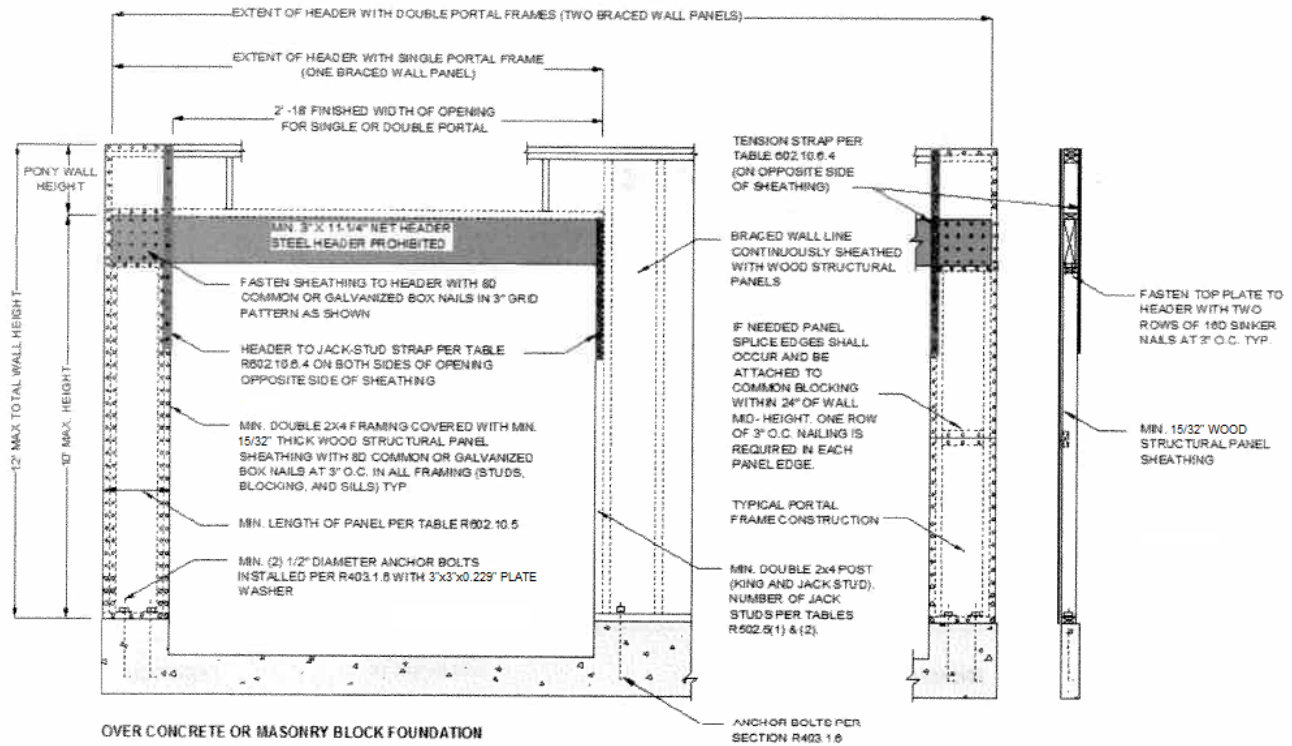 EXTENT OF HEADER WITH DOUBLE PORTAL FRAMES (TWO BRACED WALL PANELS)
EXTENT OF HEADER WITH SINGLE PORTAL FRAME
(ONE BRACED WALL PANEL)
2' -18' FINISHED WIDTH OF OPENING
FOR SINGLE OR DOUBLE PORTAL
PONY WALL
HEIGHT
12' MAX TOTAL WALL HEIGHT
10' MAX. HEIGHT
MIN. 3" X 11-1/4" NET HEADER
STEEL HEADER PROHIBITED
FASTEN SHEATHING TO HEADER WITH 8D
COMMON OR GALVANIZED BOX NAILS IN 3" GRID
PATTERN AS SHOWN
HEADER TO JACK-STUD STRAP PER TABLE
R602.10.6.4 ON BOTH SIDES OF OPENING
OPPOSITE SIDE OF SHEATHING
MIN. DOUBLE 2X4 FRAMING COVERED WITH MIN.
15/32" THICK WOOD STRUCTURAL PANEL
SHEATHING WITH 8D COMMON OR GALVANIZED
BOX NAILS AT 3" O.C. IN ALL FRAMING (STUDS,
BLOCKING, AND SILLS) TYP
MIN. LENGTH OF PANEL PER TABLE R602.10.5
MIN. (2) 1/2" DIAMETER ANCHOR BOLTS
INSTALLED PER R403.1.6 WITH 3"x3"x0.229" PLATE
WASHER
TENSION STRAP PER
TABLE 602.10.6.4
(ON OPPOSITE SIDE
OF SHEATHING)
BRACED WALL LINE
CONTINUOUSLY SHEATHED
WITH WOOD STRUCTURAL
PANELS
IF NEEDED PANEL
SPLICE EDGES SHALL
OCCUR AND BE
ATTACHED TO
COMMON BLOCKING
WITHIN 24" OF WALL
MID- HEIGHT. ONE ROW
OF 3" O.C. NAILING IS
REQUIRED IN EACH
PANEL EDGE.
TYPICAL PORTAL
FRAME CONSTRUCTION
MIN. DOUBLE 2x4 POST
(KING AND JACK STUD).
NUMBER OF JACK
STUDS PER TABLES
R502.5(1) & (2).
ANCHOR BOLTS PER
SECTION R403.1.6
FASTEN TOP PLATE TO
HEADER WITH TWO
ROWS OF 16D SINKER
NAILS AT 3" O.C. TYP.
MIN. 15/32" WOOD
STRUCTURAL PANEL
SHEATHING
OVER CONCRETE OR MASONRY BLOCK FOUNDATION